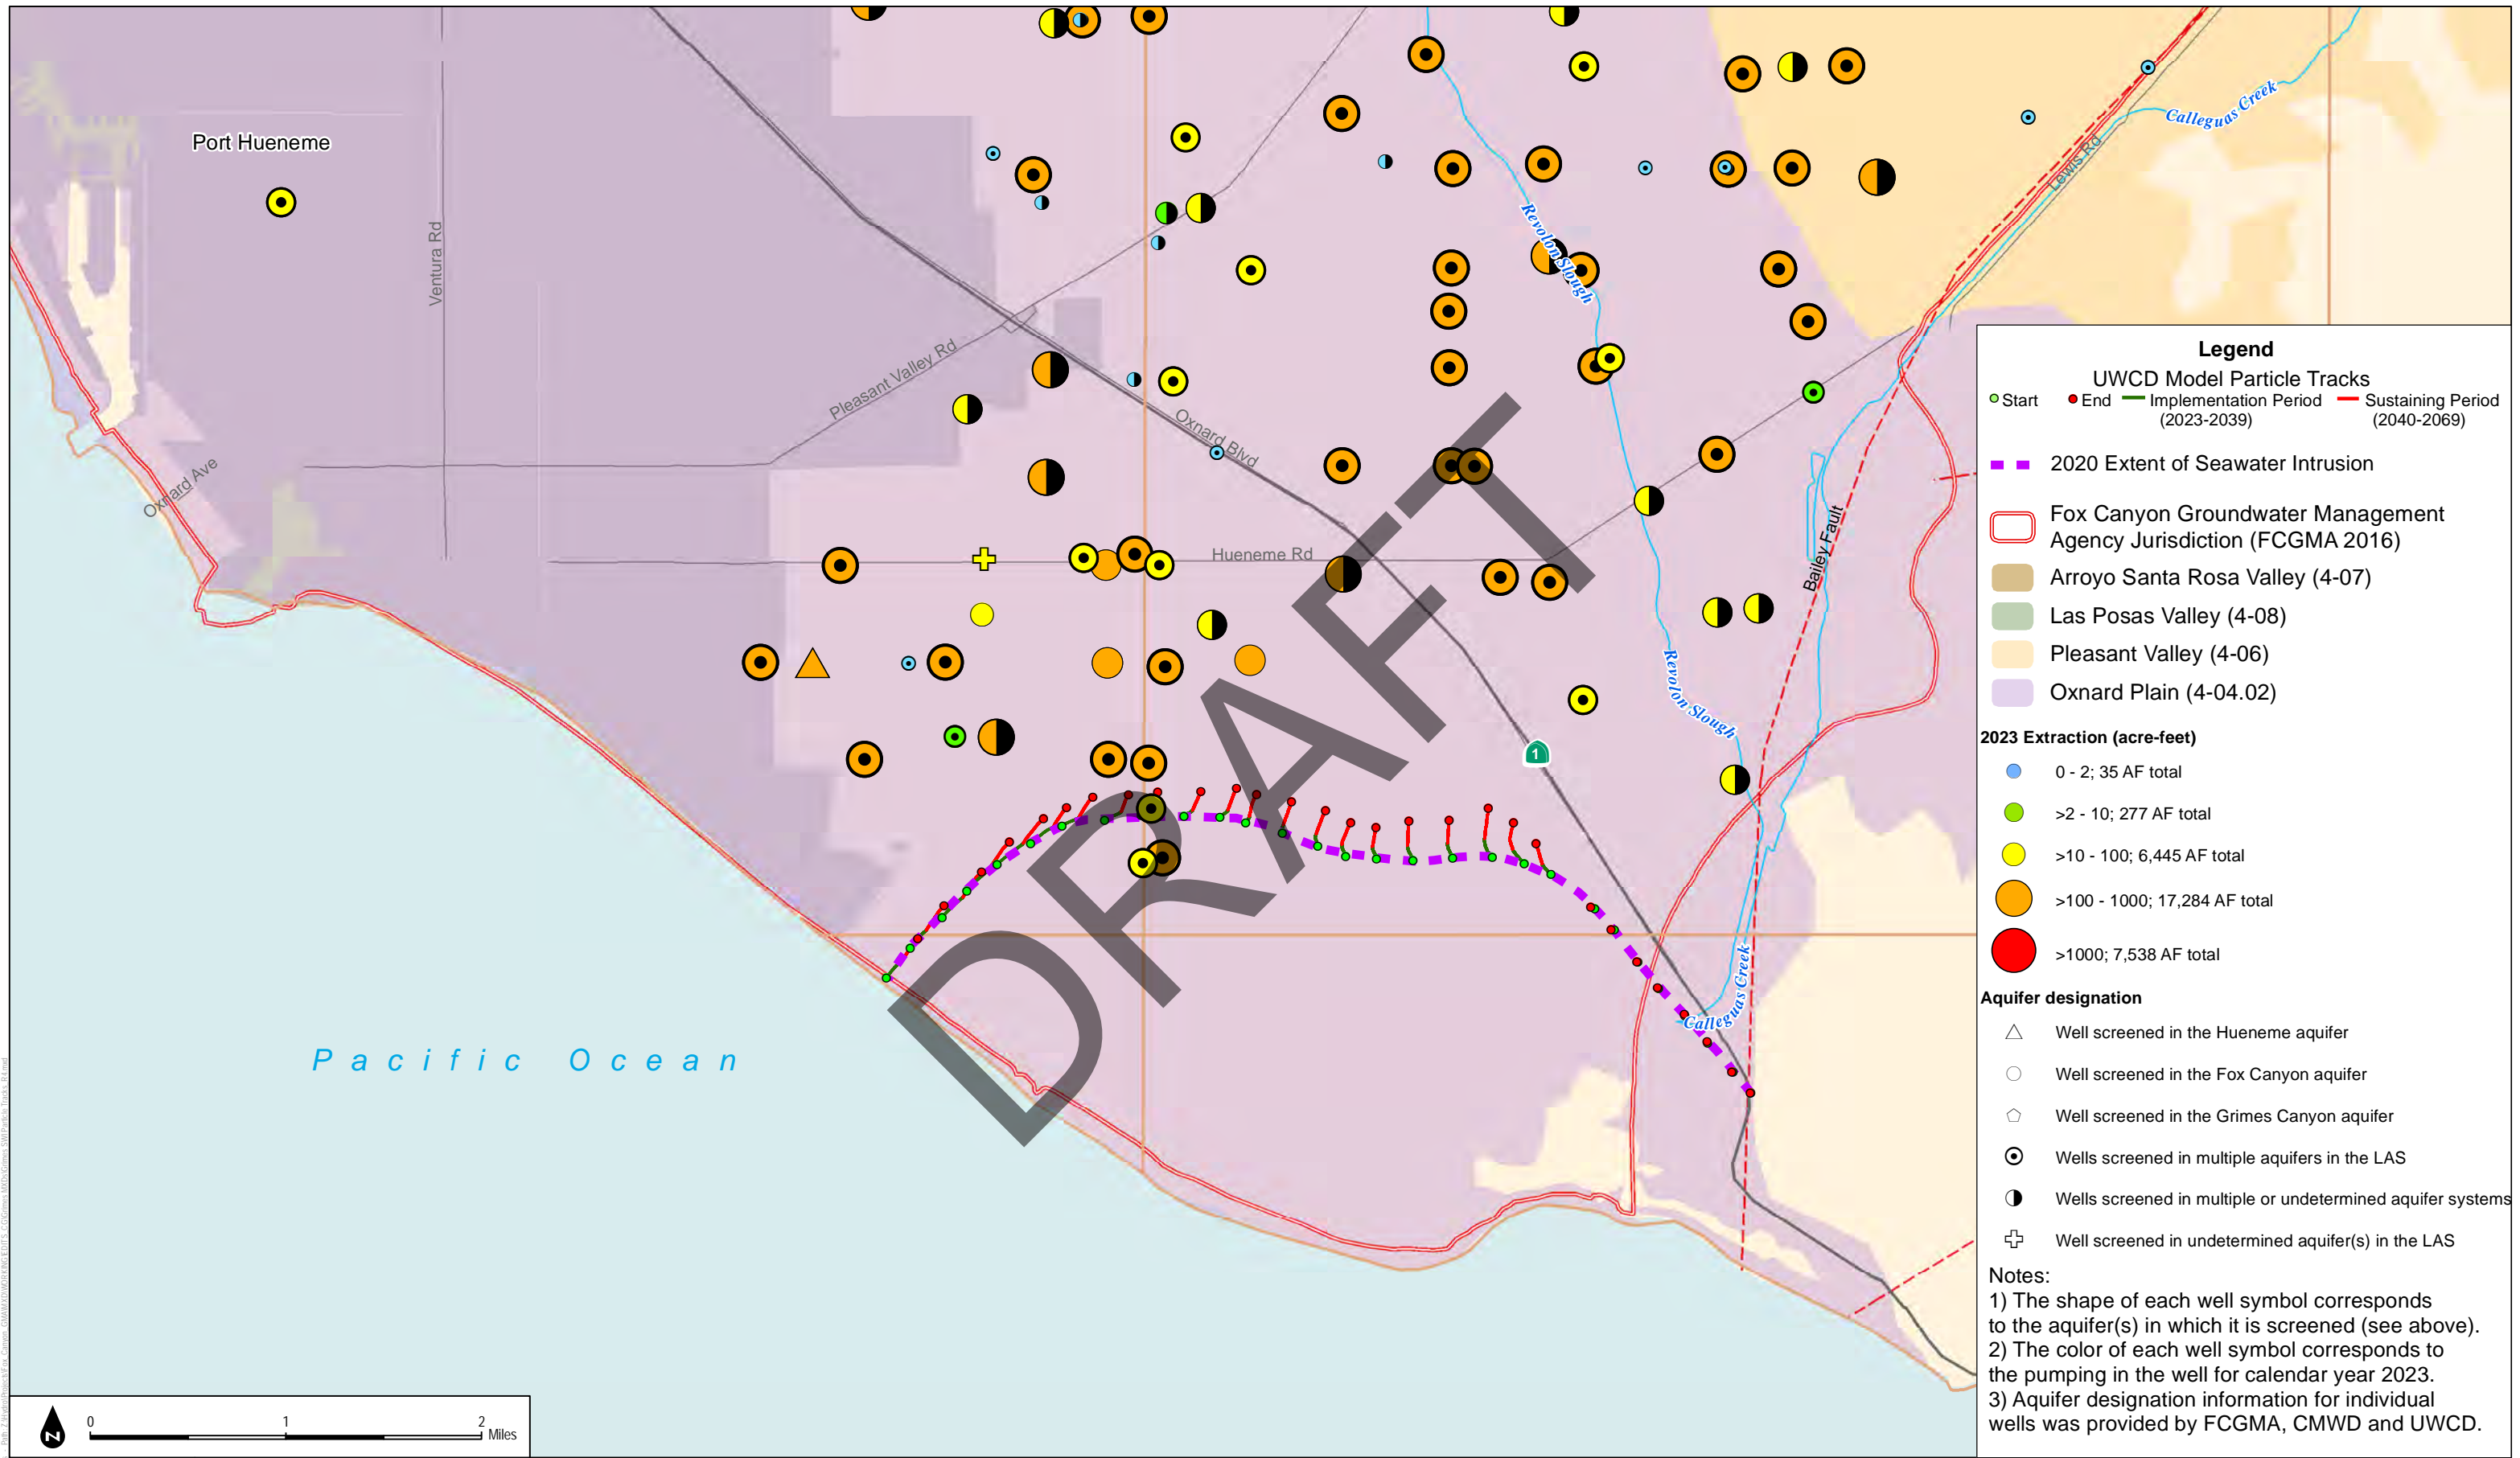 Port Hueneme
Ventura Rd
Oxnard Ave
Pleasant Valley Rd
Oxnard Blvd
Hueneme Rd
Revolon Slough
Revolon Slough
Calleguas Creek
Lewis Rd
Bailey Fault
1
Calleguas Creek
Pacific Ocean
DRAFT
N
0 1 2
Miles
Legend
UWCD Model Particle Tracks
Start End Implementation Period Sustaining Period
(2023-2039) (2040-2069)
2020 Extent of Seawater Intrusion
Fox Canyon Groundwater Management
Agency Jurisdiction (FCGMA 2016)
Arroyo Santa Rosa Valley (4-07)
Las Posas Valley (4-08)
Pleasant Valley (4-06)
Oxnard Plain (4-04.02)
2023 Extraction (acre-feet)
0 - 2; 35 AF total
>2 - 10; 277 AF total
>10 - 100; 6,445 AF total
>100 - 1000; 17,284 AF total
>1000; 7,538 AF total
Aquifer designation
Well screened in the Hueneme aquifer
Well screened in the Fox Canyon aquifer
Well screened in the Grimes Canyon aquifer
Wells screened in multiple aquifers in the LAS
Wells screened in multiple or undetermined aquifer systems
Well screened in undetermined aquifer(s) in the LAS
Notes:
1) The shape of each well symbol corresponds
to the aquifer(s) in which it is screened (see above).
2) The color of each well symbol corresponds to
the pumping in the well for calendar year 2023.
3) Aquifer designation information for individual
wells was provided by FCGMA, CMWD and UWCD.